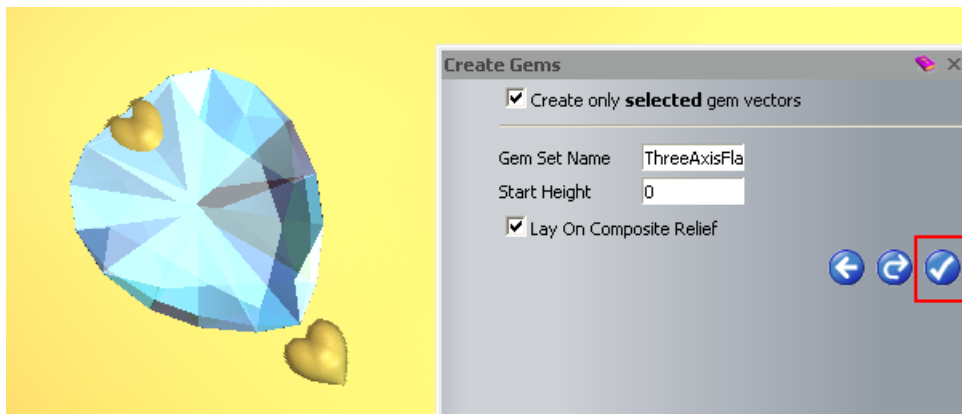 Create Gems
Create only selected gem vectors
Gem Set Name ThreeAxisFla
Start Height 0
Lay On Composite Relief